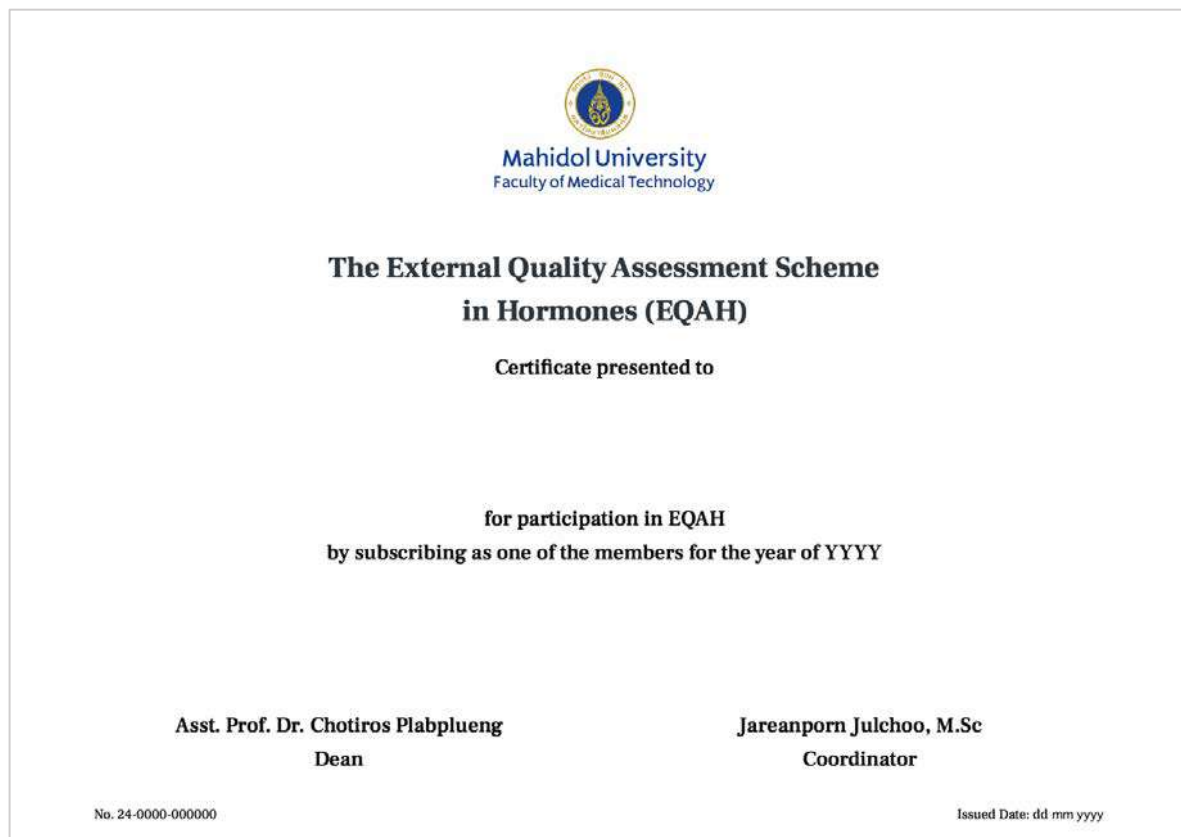 Mahidol University
Faculty of Medical Technology
The External Quality Assessment Scheme
in Hormones (EQAH)
Certificate presented to
for participation in EQAH
by subscribing as one of the members for the year of YYYY
Asst. Prof. Dr. Chotiros Plabplueng
Dean
Jareanporn Julchoo, M.Sc
Coordinator
No. 24-0000-000000
Issued Date: dd mm yyyy